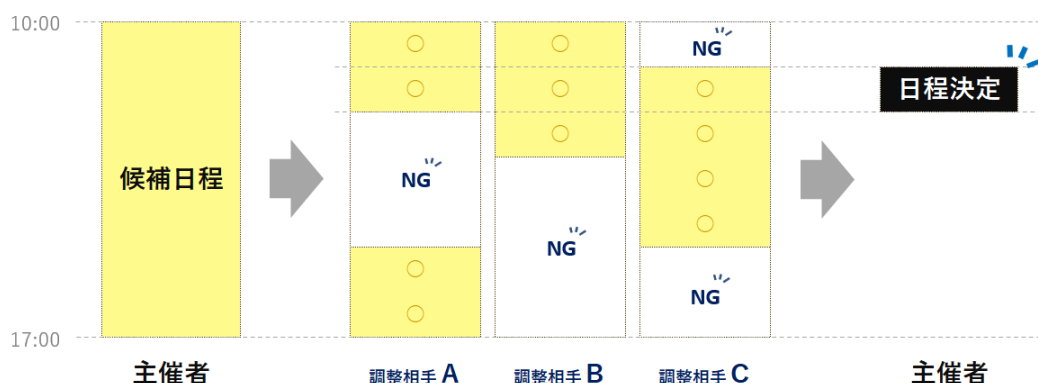 10:00
候補日程
NG
NG
NG
NG
日程決定
17:00
主催者
調整相手 A
調整相手 B
調整相手 C
主催者